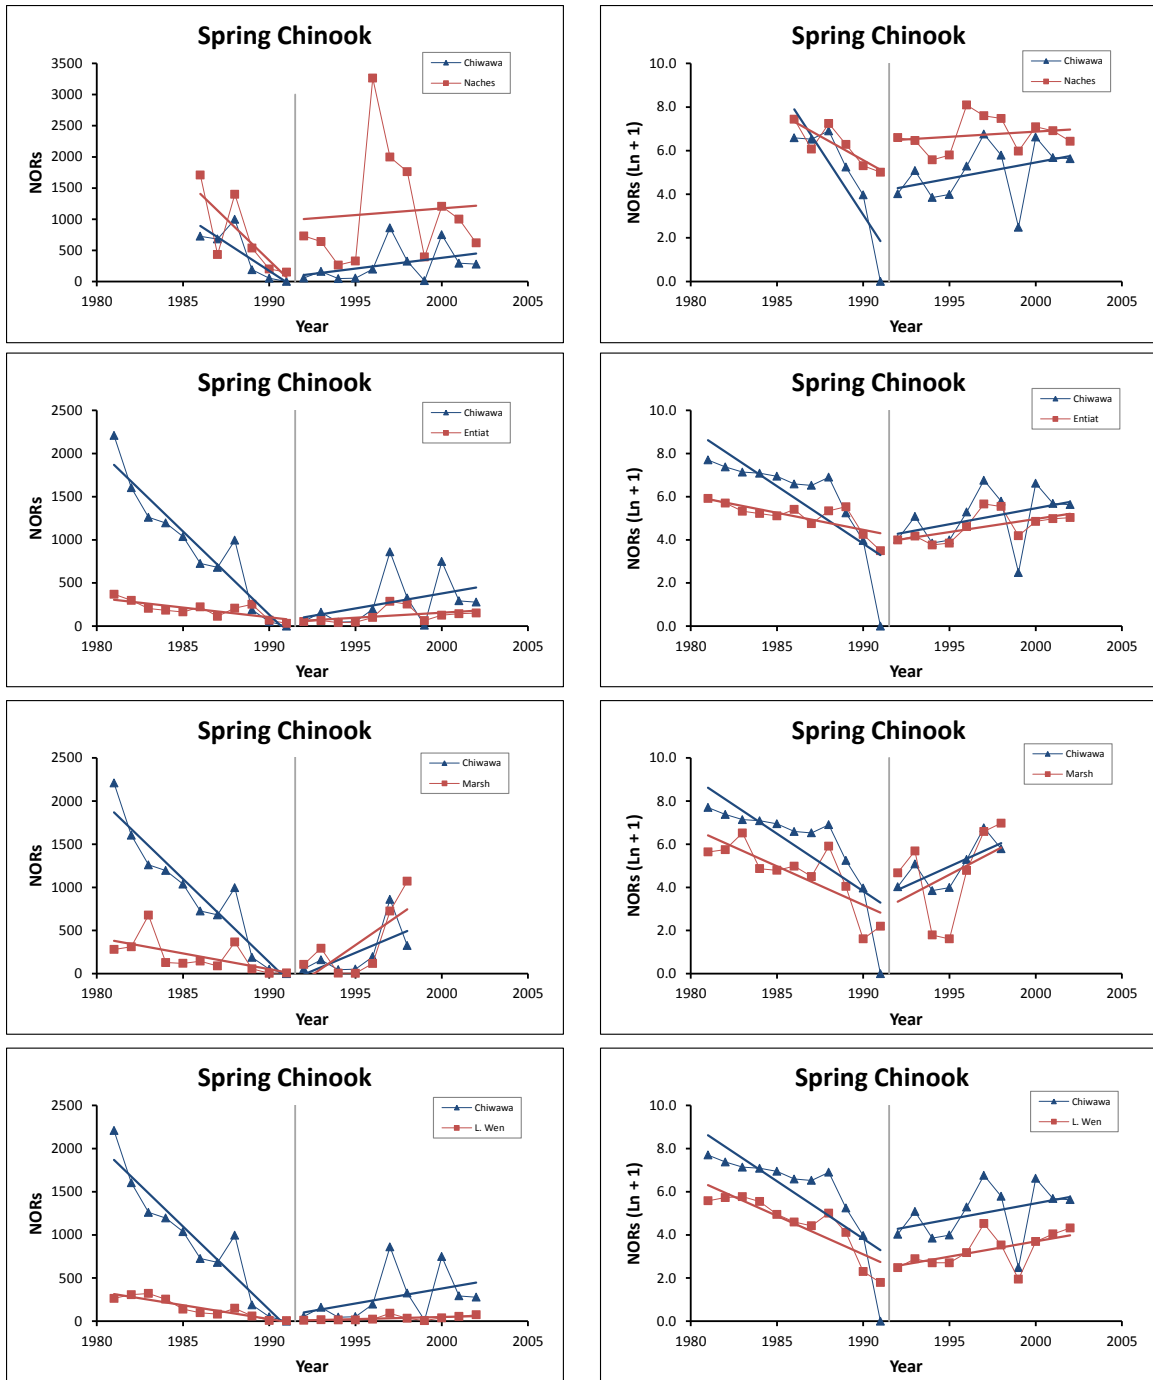 Spring Chinook
Chiwawa
Naches
3500
3000
2500
2000
1500
1000
500
0
NORs
1980 1985 1990 1995 2000 2005
Year
Spring Chinook
Chiwawa
Naches
10.0
8.0
6.0
4.0
2.0
0.0
NORs (Ln + 1)
1980 1985 1990 1995 2000 2005
Year
Spring Chinook
Chiwawa
Entiat
2500
2000
1500
1000
500
0
NORs
1980 1985 1990 1995 2000 2005
Year
Spring Chinook
Chiwawa
Entiat
10.0
8.0
6.0
4.0
2.0
0.0
NORs (Ln + 1)
1980 1985 1990 1995 2000 2005
Year
Spring Chinook
Chiwawa
Marsh
2500
2000
1500
1000
500
0
NORs
1980 1985 1990 1995 2000 2005
Year
Spring Chinook
Chiwawa
Marsh
10.0
8.0
6.0
4.0
2.0
0.0
NORs (Ln + 1)
1980 1985 1990 1995 2000 2005
Year
Spring Chinook
Chiwawa
L. Wen
2500
2000
1500
1000
500
0
NORs
1980 1985 1990 1995 2000 2005
Year
Spring Chinook
Chiwawa
L. Wen
10.0
8.0
6.0
4.0
2.0
0.0
NORs (Ln + 1)
1980 1985 1990 1995 2000 2005
Year